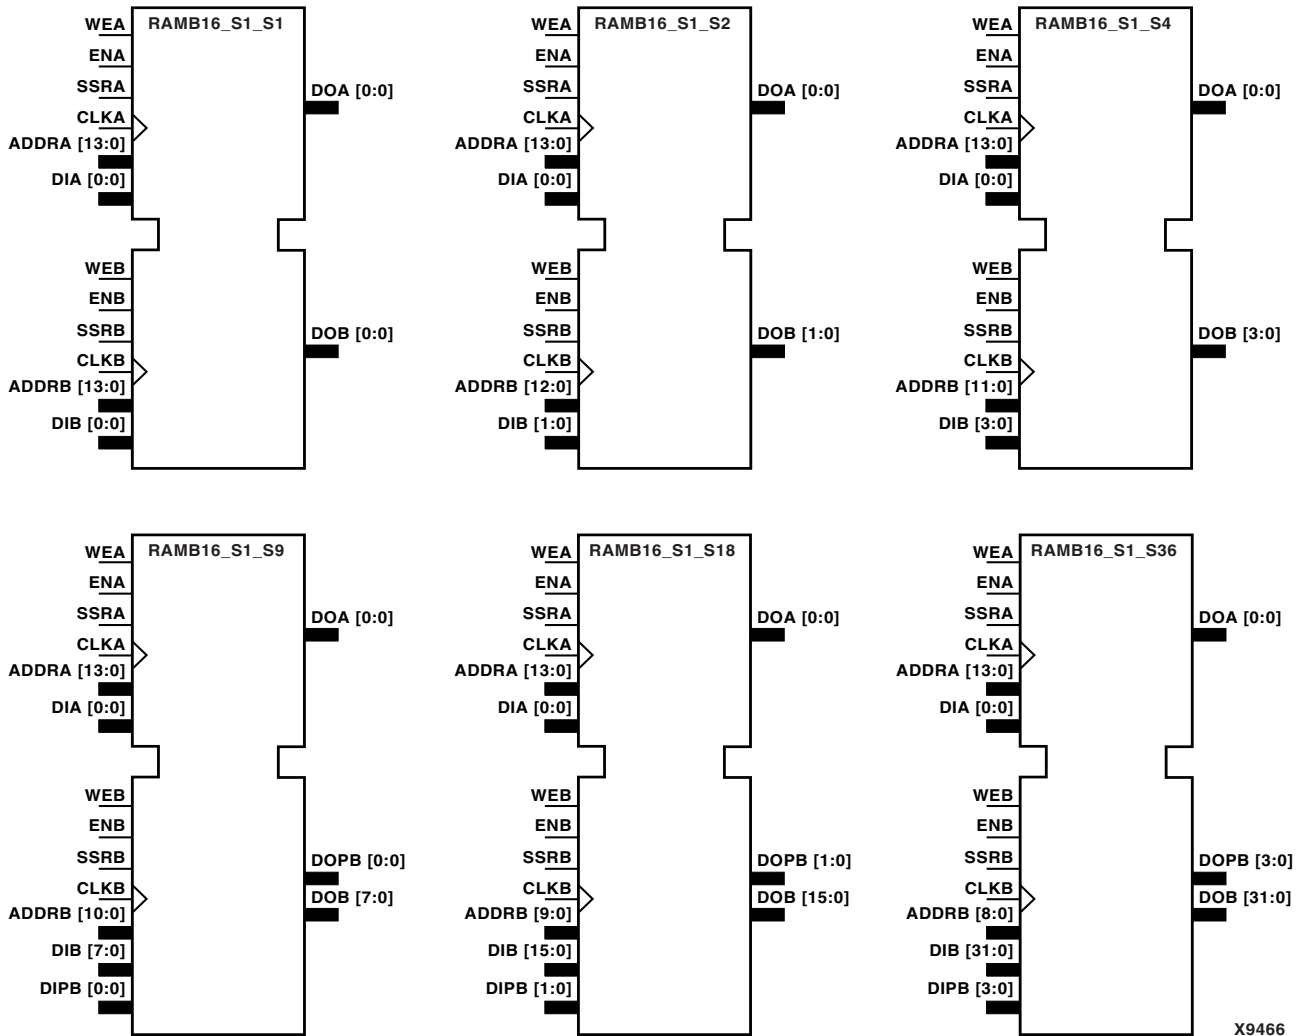 RAMB16_S1_S1
WEA
ENA
SSRA
CLKA
ADDRA [13:0]
DIA [0:0]
DOA [0:0]
WEB
ENB
SSRB
CLKB
ADDRB [13:0]
DIB [0:0]
DOB [0:0]
RAMB16_S1_S2
WEA
ENA
SSRA
CLKA
ADDRA [13:0]
DIA [0:0]
DOA [0:0]
WEB
ENB
SSRB
CLKB
ADDRB [12:0]
DIB [1:0]
DOB [1:0]
RAMB16_S1_S4
WEA
ENA
SSRA
CLKA
ADDRA [13:0]
DIA [0:0]
DOA [0:0]
WEB
ENB
SSRB
CLKB
ADDRB [11:0]
DIB [3:0]
DOB [3:0]
RAMB16_S1_S9
WEA
ENA
SSRA
CLKA
ADDRA [13:0]
DIA [0:0]
DOA [0:0]
WEB
ENB
SSRB
CLKB
ADDRB [10:0]
DIB [7:0]
DIPB [0:0]
DOPB [0:0]
DOB [7:0]
RAMB16_S1_S18
WEA
ENA
SSRA
CLKA
ADDRA [13:0]
DIA [0:0]
DOA [0:0]
WEB
ENB
SSRB
CLKB
ADDRB [9:0]
DIB [15:0]
DIPB [1:0]
DOPB [1:0]
DOB [15:0]
RAMB16_S1_S36
WEA
ENA
SSRA
CLKA
ADDRA [13:0]
DIA [0:0]
DOA [0:0]
WEB
ENB
SSRB
CLKB
ADDRB [8:0]
DIB [31:0]
DIPB [3:0]
DOPB [3:0]
DOB [31:0]
X9466